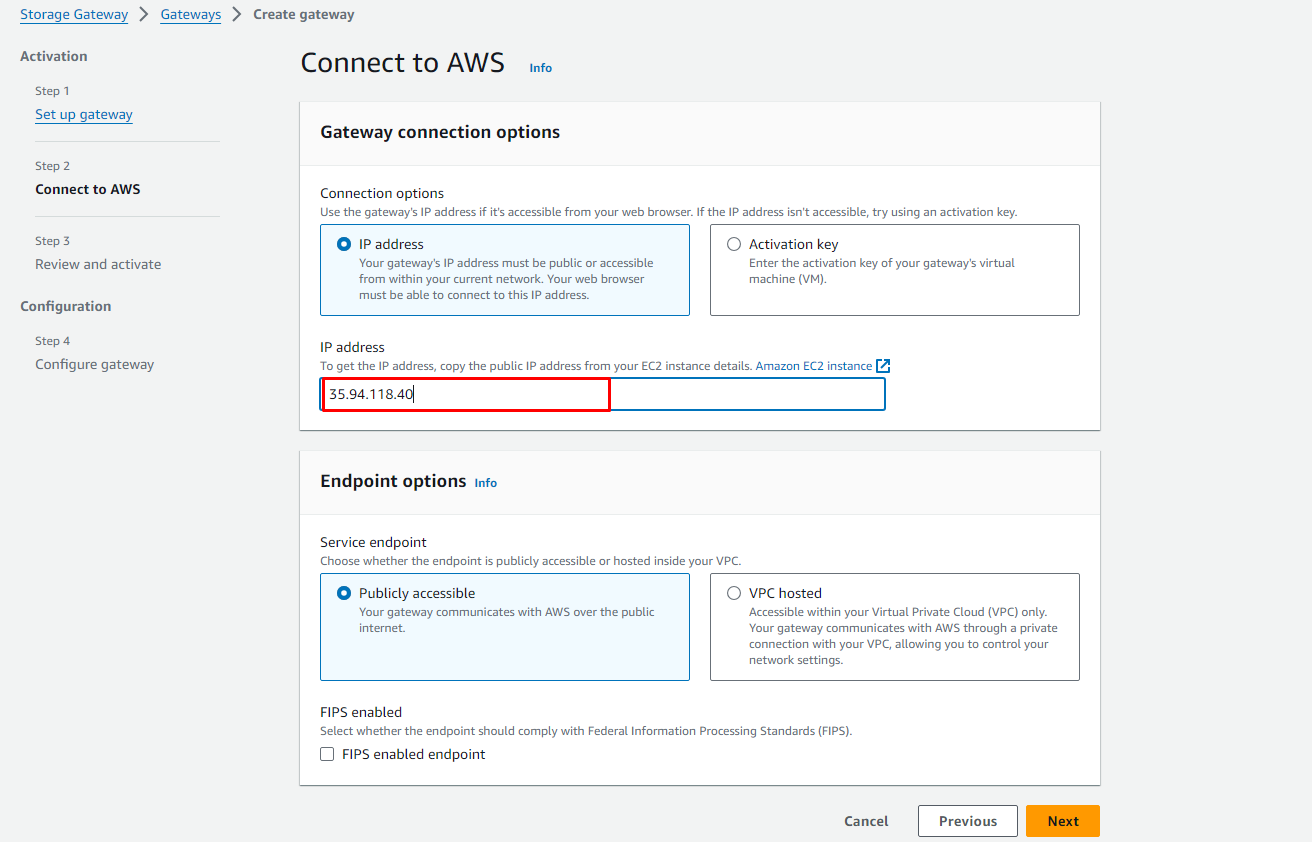 Storage Gateway > Gateways > Create gateway
Activation
Step 1
Set up gateway
Step 2
Connect to AWS
Step 3
Review and activate
Configuration
Step 4
Configure gateway
Connect to AWS Info
Gateway connection options
Connection options
Use the gateway's IP address if it's accessible from your web browser. If the IP address isn't accessible, try using an activation key.
IP address
Your gateway's IP address must be public or accessible
from within your current network. Your web browser
must be able to connect to this IP address.
Activation key
Enter the activation key of your gateway's virtual
machine (VM).
IP address
To get the IP address, copy the public IP address from your EC2 instance details. Amazon EC2 instance
35.94.118.40
Endpoint options Info
Service endpoint
Choose whether the endpoint is publicly accessible or hosted inside your VPC.
Publicly accessible
Your gateway communicates with AWS over the public
internet.
VPC hosted
Accessible within your Virtual Private Cloud (VPC) only.
Your gateway communicates with AWS through a private
connection with your VPC, allowing you to control your
network settings.
FIPS enabled
Select whether the endpoint should comply with Federal Information Processing Standards (FIPS).
FIPS enabled endpoint
Cancel Previous Next